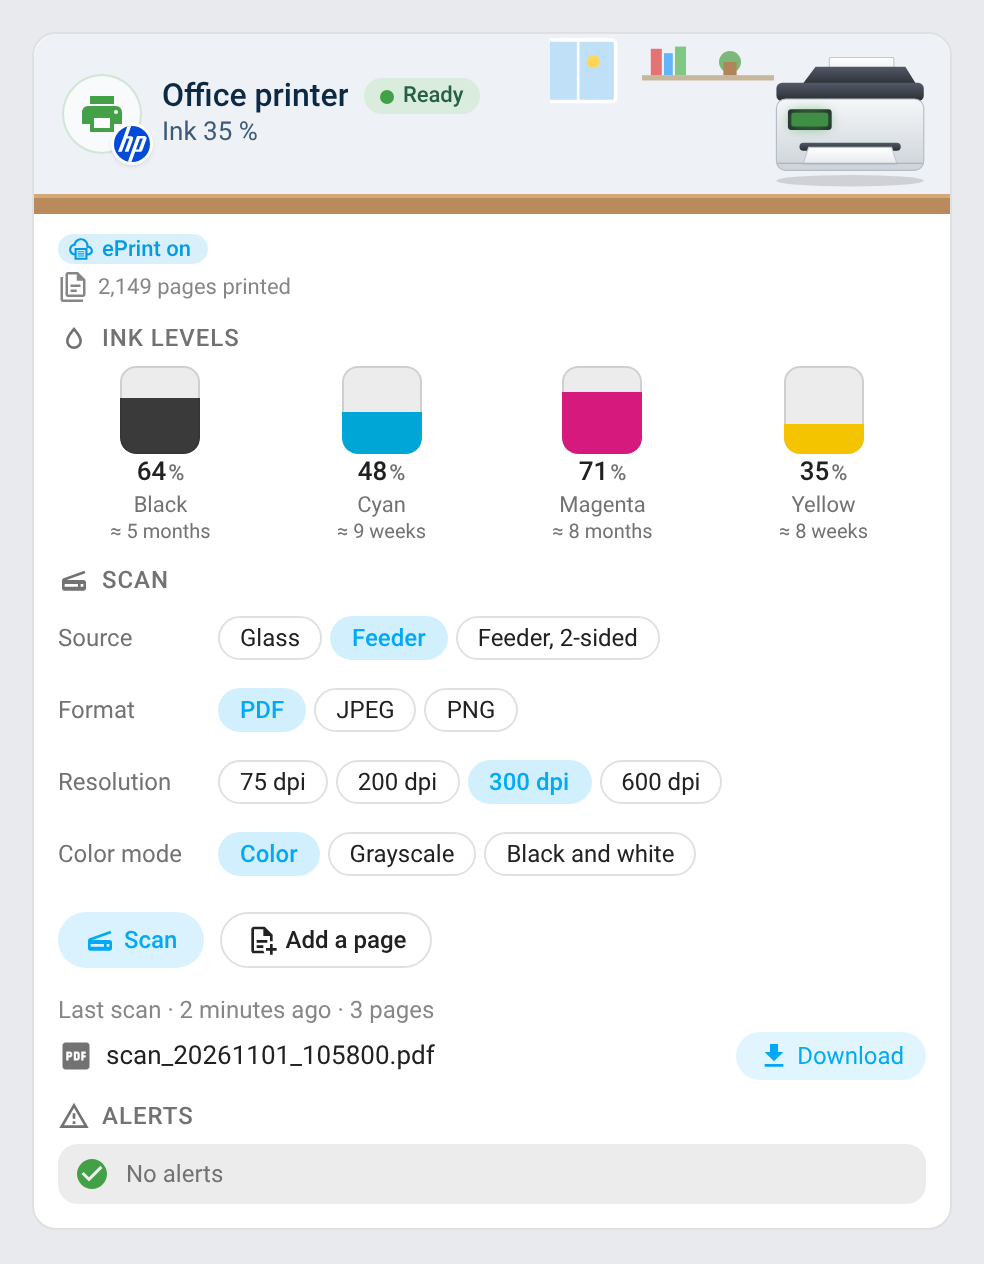 Office printer
Ready
Ink 35 %
hp
ePrint on
2,149 pages printed
INK LEVELS
64% 48% 71% 35%
Black Cyan Magenta Yellow
≈ 5 months ≈ 9 weeks ≈ 8 months ≈ 8 weeks
SCAN
Source Glass Feeder Feeder, 2-sided
Format PDF JPEG PNG
Resolution 75 dpi 200 dpi 300 dpi 600 dpi
Color mode Color Grayscale Black and white
Scan Add a page
Last scan · 2 minutes ago · 3 pages
PDF scan_20261101_105800.pdf Download
ALERTS
No alerts